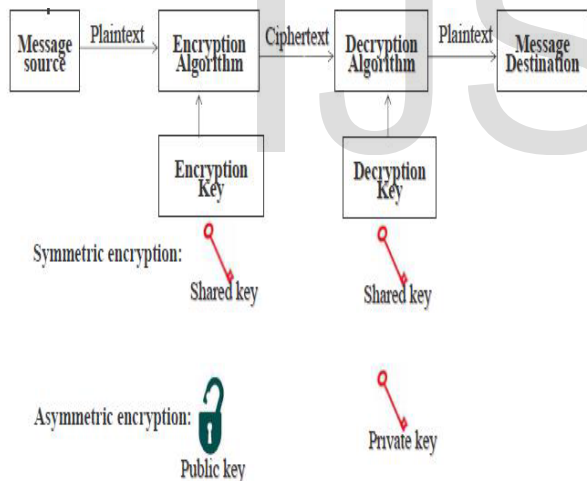 IJS
Message source
Plaintext
Encryption Algorithm
Ciphertext
Decryption Algorithm
Plaintext
Message Destination
Encryption Key
Decryption Key
Symmetric encryption:
Shared key
Shared key
Asymmetric encryption:
Public key
Private key